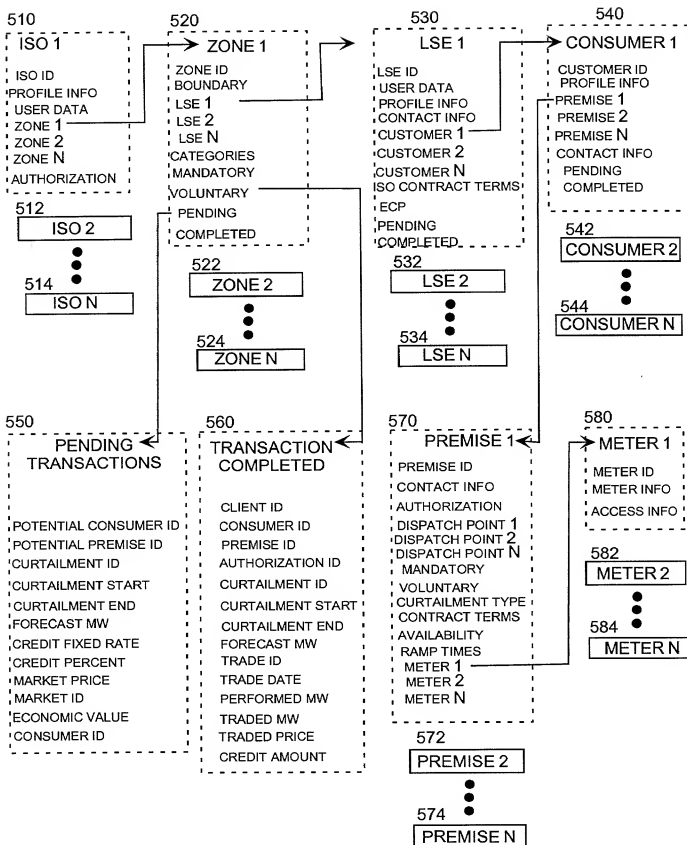 510
ISO 1
ISO ID
PROFILE INFO
USER DATA
ZONE 1
ZONE 2
ZONE N
AUTHORIZATION
512
ISO 2
514
ISO N
520
ZONE 1
ZONE ID
BOUNDARY
LSE 1
LSE 2
LSE N
CATEGORIES
MANDATORY
VOLUNTARY
PENDING
COMPLETED
522
ZONE 2
524
ZONE N
530
LSE 1
LSE ID
USER DATA
PROFILE INFO
CONTACT INFO
CUSTOMER 1
CUSTOMER 2
CUSTOMER N
ISO CONTRACT TERMS
ECP
PENDING
COMPLETED
532
LSE 2
534
LSE N
540
CONSUMER 1
CUSTOMER ID
PROFILE INFO
PREMISE 1
PREMISE 2
PREMISE N
CONTACT INFO
PENDING
COMPLETED
542
CONSUMER 2
544
CONSUMER N
550
PENDING
TRANSACTIONS
POTENTIAL CONSUMER ID
POTENTIAL PREMISE ID
CURTAILMENT ID
CURTAILMENT START
CURTAILMENT END
FORECAST MW
CREDIT FIXED RATE
CREDIT PERCENT
MARKET PRICE
MARKET ID
ECONOMIC VALUE
CONSUMER ID
560
TRANSACTION
COMPLETED
CLIENT ID
CONSUMER ID
PREMISE ID
AUTHORIZATION ID
CURTAILMENT ID
CURTAILMENT START
CURTAILMENT END
FORECAST MW
TRADE ID
TRADE DATE
PERFORMED MW
TRADED MW
TRADED PRICE
CREDIT AMOUNT
570
PREMISE 1
PREMISE ID
CONTACT INFO
AUTHORIZATION
DISPATCH POINT 1
DISPATCH POINT 2
DISPATCH POINT N
MANDATORY
VOLUNTARY
CURTAILMENT TYPE
CONTRACT TERMS
AVAILABILITY
RAMP TIMES
METER 1
METER 2
METER N
572
PREMISE 2
574
PREMISE N
580
METER 1
METER ID
METER INFO
ACCESS INFO
582
METER 2
584
METER N